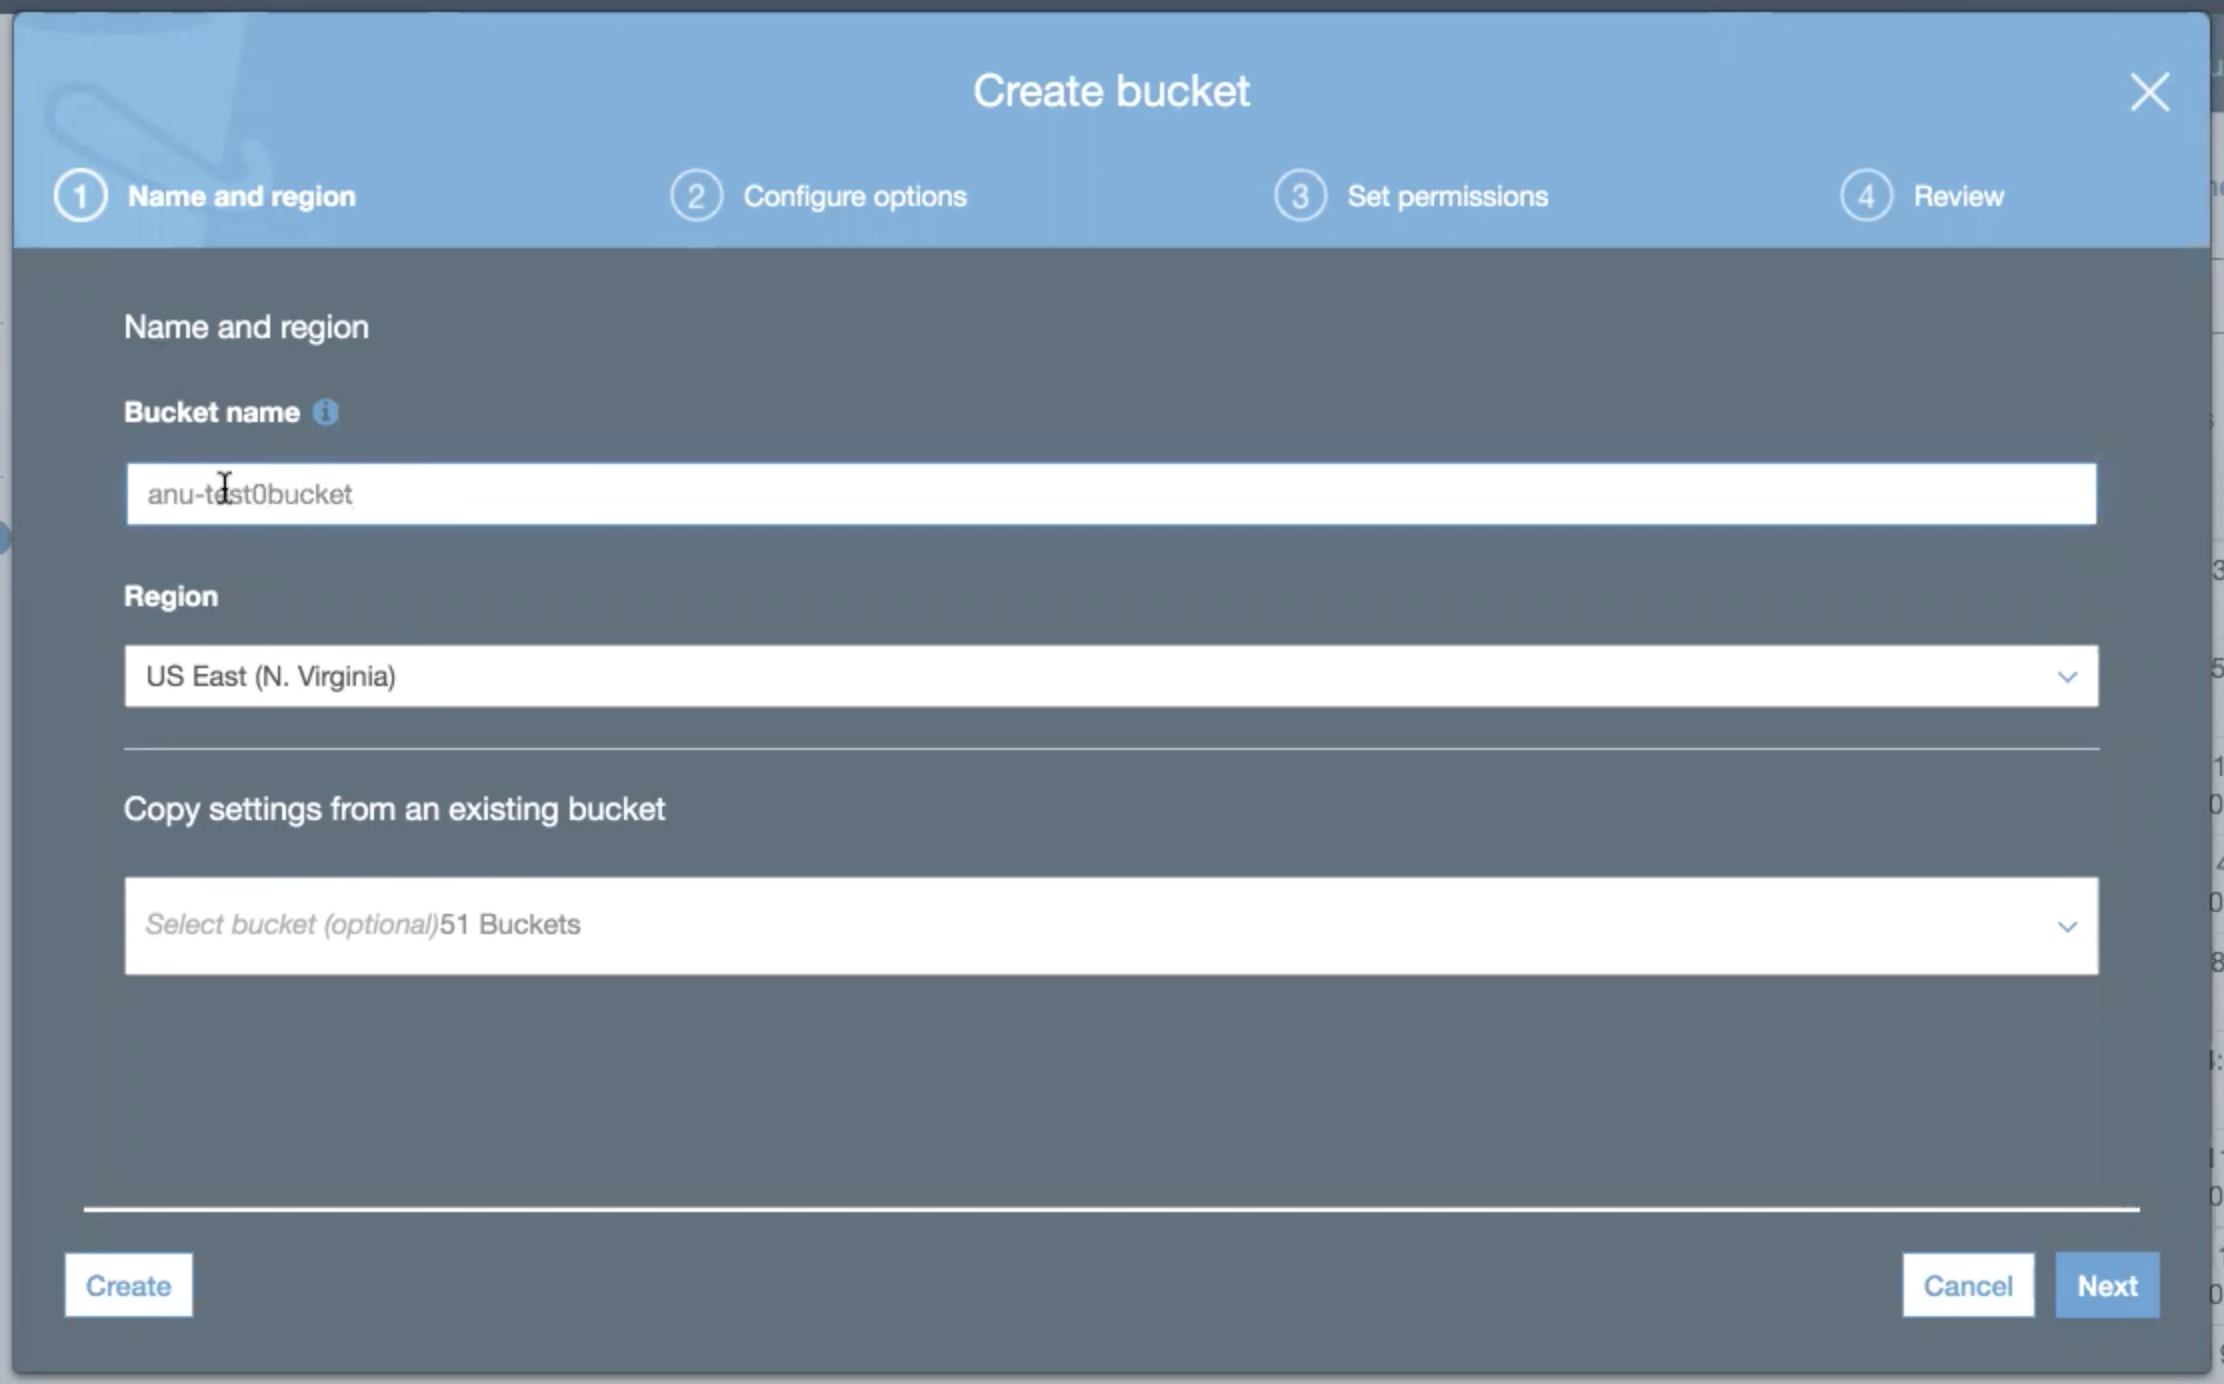 Create bucket
1 Name and region 2 Configure options 3 Set permissions 4 Review
Name and region
Bucket name
anu-test0bucket
Region
US East (N. Virginia)
Copy settings from an existing bucket
Select bucket (optional)51 Buckets
Create Cancel Next